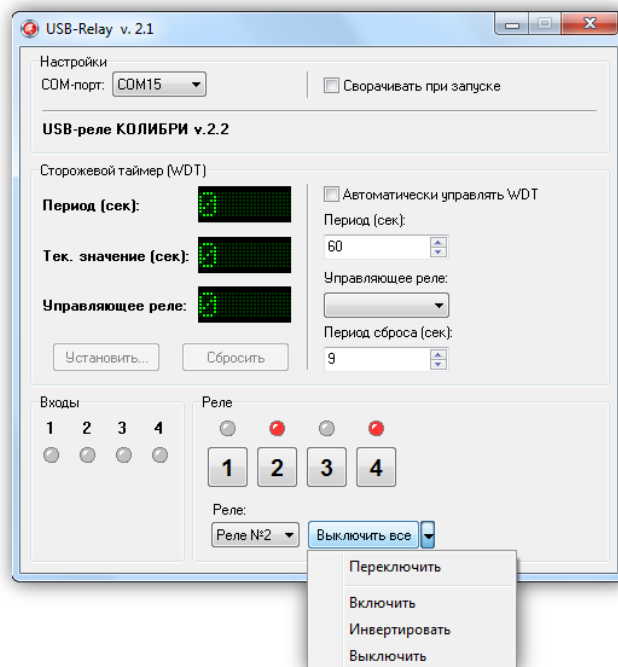 USB-Relay v. 2.1
Настройки
COM-порт: COM15
Сворачивать при запуске
USB-реле КОЛИБРИ v.2.2
Сторожевой таймер (WDT)
Период (сек): 0
Тек. значение (сек): 0
Управляющее реле: 0
Установить... Сбросить
Автоматически управлять WDT
Период (сек):
60
Управляющее реле:
Период сброса (сек):
9
Входы
1 2 3 4
Реле
1 2 3 4
Реле:
Реле №2 Выключить все
Переключить
Включить
Инвертировать
Выключить